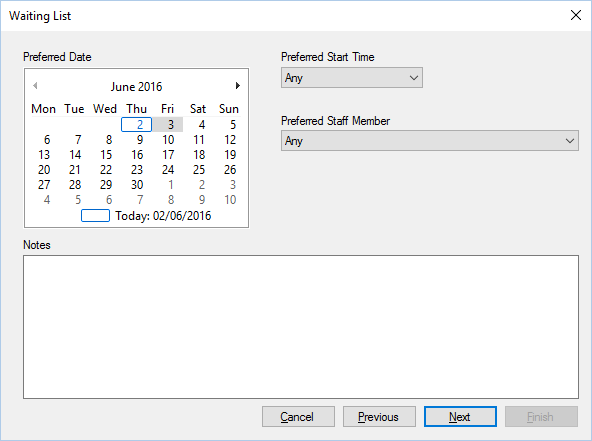 Waiting List
Preferred Date
June 2016
Mon Tue Wed Thu Fri Sat Sun
2 3 4 5
6 7 8 9 10 11 12
13 14 15 16 17 18 19
20 21 22 23 24 25 26
27 28 29 30 1 2 3
4 5 6 7 8 9 10
Today: 02/06/2016
Preferred Start Time
Any
Preferred Staff Member
Any
Notes
Cancel Previous Next Finish